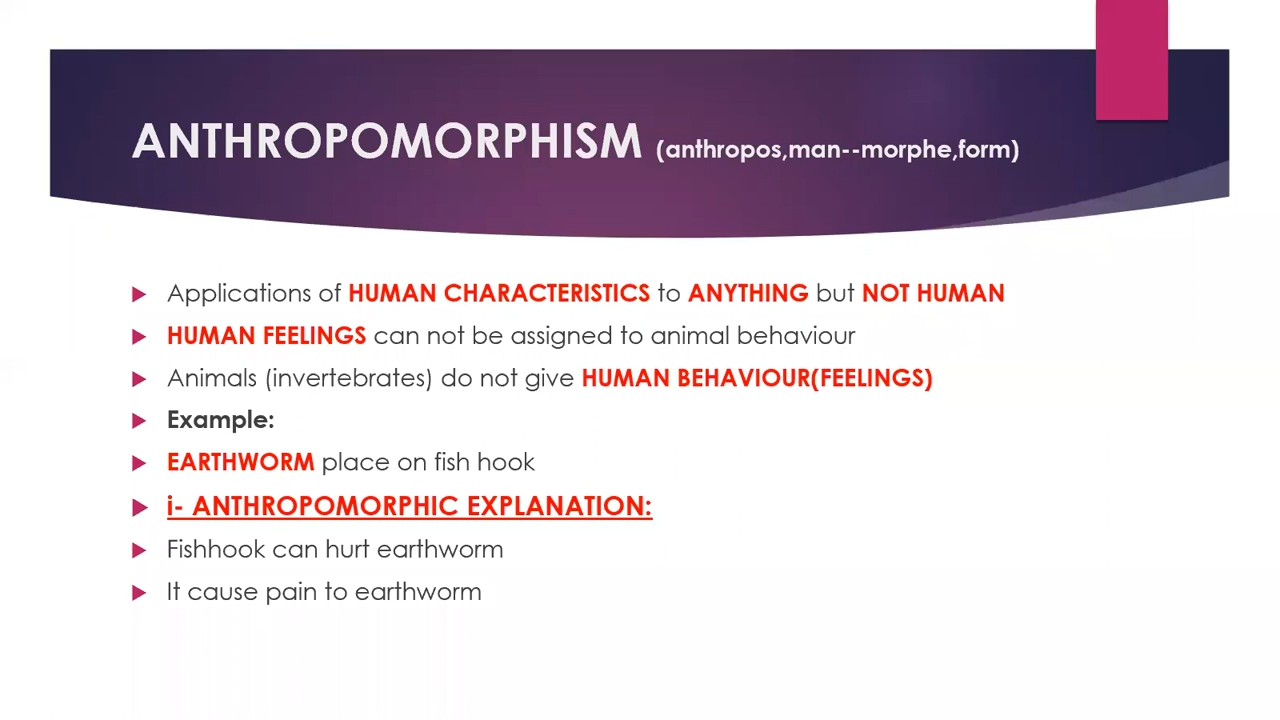 ANTHROPOMORPHISM (anthropos,man--morphe,form)
Applications of HUMAN CHARACTERISTICS to ANYTHING but NOT HUMAN
HUMAN FEELINGS can not be assigned to animal behaviour
Animals (invertebrates) do not give HUMAN BEHAVIOUR(FEELINGS)
Example:
EARTHWORM place on fish hook
i- ANTHROPOMORPHIC EXPLANATION:
Fishhook can hurt earthworm
It cause pain to earthworm